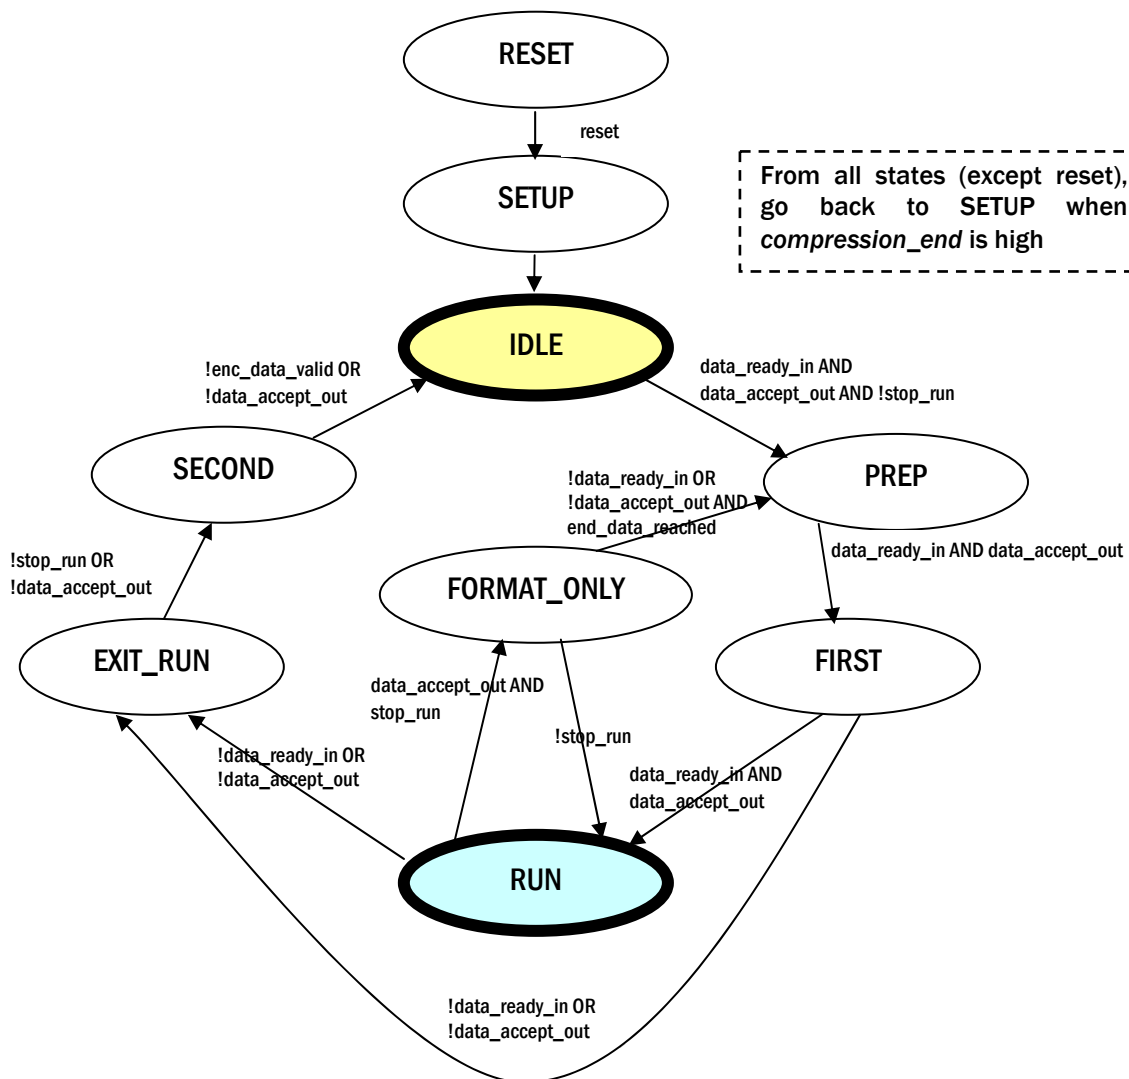 RESET
reset
SETUP
From all states (except reset),
go back to SETUP when
compression_end is high
IDLE
!enc_data_valid OR
!data_accept_out
data_ready_in AND
data_accept_out AND !stop_run
SECOND
PREP
!data_ready_in OR
!data_accept_out AND
end_data_reached
data_ready_in AND data_accept_out
!stop_run OR
!data_accept_out
FORMAT_ONLY
EXIT_RUN
FIRST
data_accept_out AND
stop_run
!stop_run
!data_ready_in OR
!data_accept_out
data_ready_in AND
data_accept_out
RUN
!data_ready_in OR
!data_accept_out